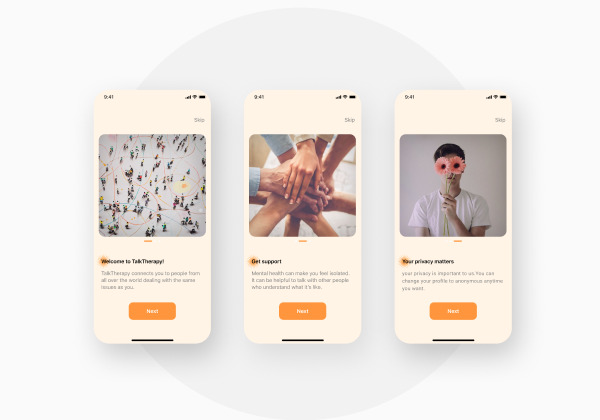 9:41
Skip
Welcome to TalkTherapy!
TalkTherapy connects you to people from
all over the world dealing with the same
issues as you.
Next
9:41
Skip
Get support
Mental health can make you feel isolated.
It can be helpful to talk with other people
who understand what it's like.
Next
9:41
Skip
Your privacy matters
your privacy is important to us You can
change your profile to anonymous anytime
you want.
Next